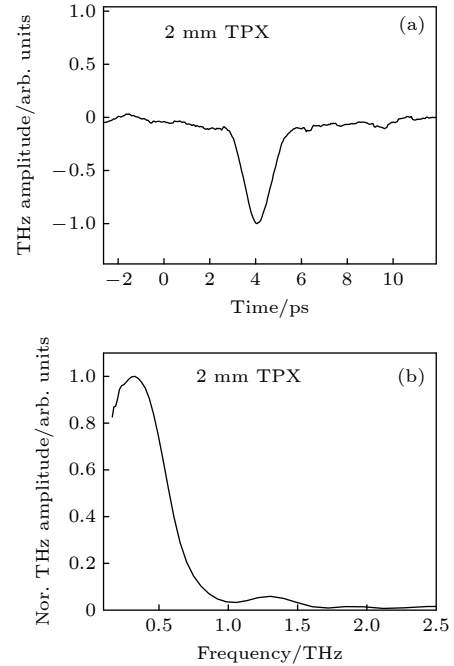 1.0
2 mm TPX
(a)
0.5
0
−0.5
−1.0
THz amplitude/arb. units
−2 0 2 4 6 8 10
Time/ps
1.0
2 mm TPX
(b)
0.8
0.6
0.4
0.2
0
Nor. THz amplitude/arb. units
0.5 1.0 1.5 2.0 2.5
Frequency/THz